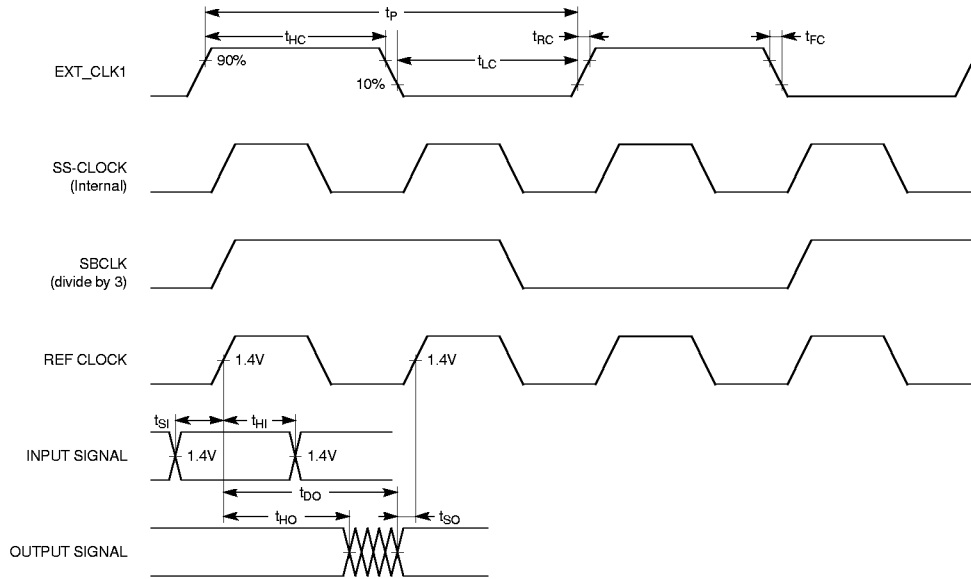 tP
tHC
tRC
tFC
EXT_CLK1
90%
tLC
10%
SS-CLOCK
(Internal)
SBCLK
(divide by 3)
REF CLOCK
1.4V
1.4V
tSI
tHI
INPUT SIGNAL
1.4V
1.4V
tDO
tHO
tSO
OUTPUT SIGNAL